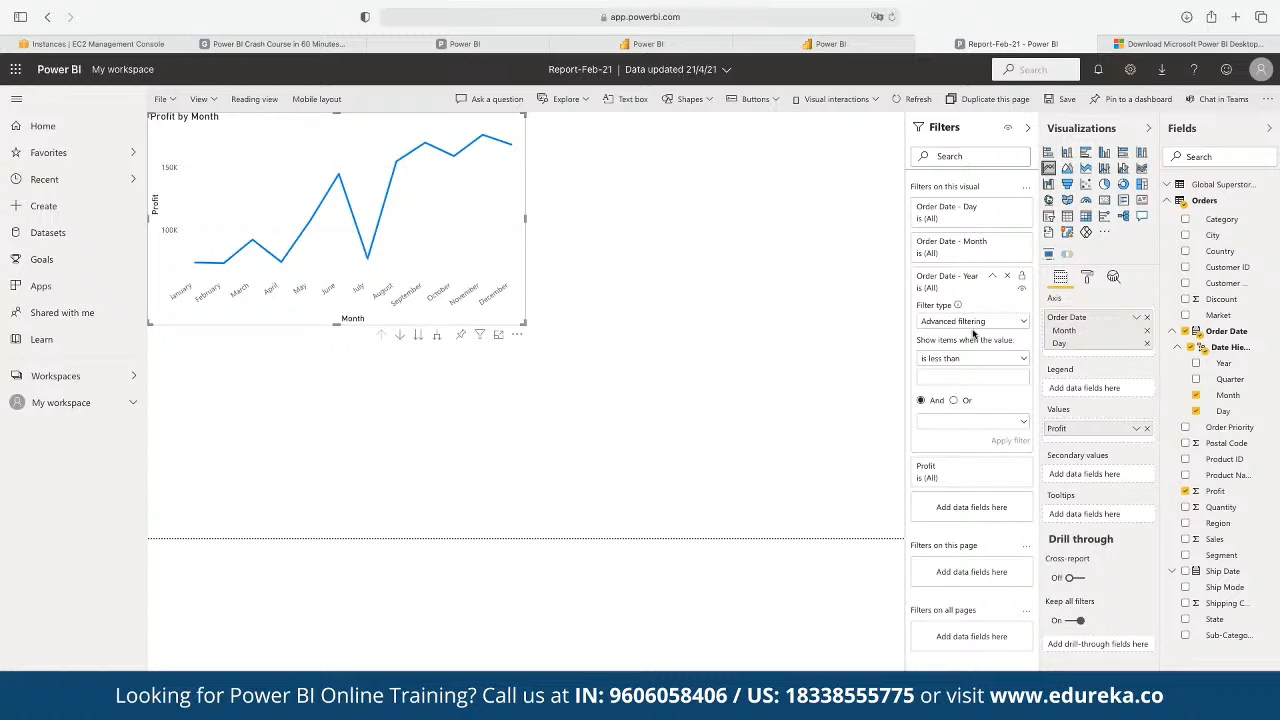 app.powerbi.com
Instances | EC2 Management Console
Power BI Crash Course in 60 Minutes...
Power BI
Power BI
Power BI
Report-Feb-21 - Power BI
Download Microsoft Power BI Desktop...
Power BI My workspace
Report-Feb-21 | Data updated 21/4/21
Search
File View Reading view Mobile layout
Ask a question Explore Text box Shapes Buttons Visual interactions Refresh Duplicate this page Save Pin to a dashboard Chat in Teams ...
Home
Favorites
Recent
Create
Datasets
Goals
Apps
Shared with me
Learn
Workspaces
My workspace
Profit by Month
150K
100K
Profit
January
February
March
April
May
June
July
August
September
October
November
December
Month
Filters
Search
Filters on this visual
Order Date - Day
is (All)
Order Date - Month
is (All)
Order Date - Year
is (All)
Filter type
Advanced filtering
Show items when the value:
is less than
And Or
Apply filter
Profit
is (All)
Add data fields here
Filters on this page
Add data fields here
Filters on all pages
Add data fields here
Visualizations
Axis
Order Date
Month
Day
Legend
Add data fields here
Values
Profit
Secondary values
Add data fields here
Tooltips
Add data fields here
Drill through
Cross-report
Off
Keep all filters
On
Add drill-through fields here
Fields
Search
Global Superstor...
Orders
Category
City
Country
Customer ID
Customer ...
Discount
Market
Order Date
Date Hie...
Year
Quarter
Month
Day
Order Priority
Postal Code
Product ID
Product Na...
Profit
Quantity
Region
Sales
Segment
Ship Date
Ship Mode
Shipping C...
State
Sub-Catego...
Looking for Power BI Online Training? Call us at IN: 9606058406 / US: 18338555775 or visit www.edureka.co